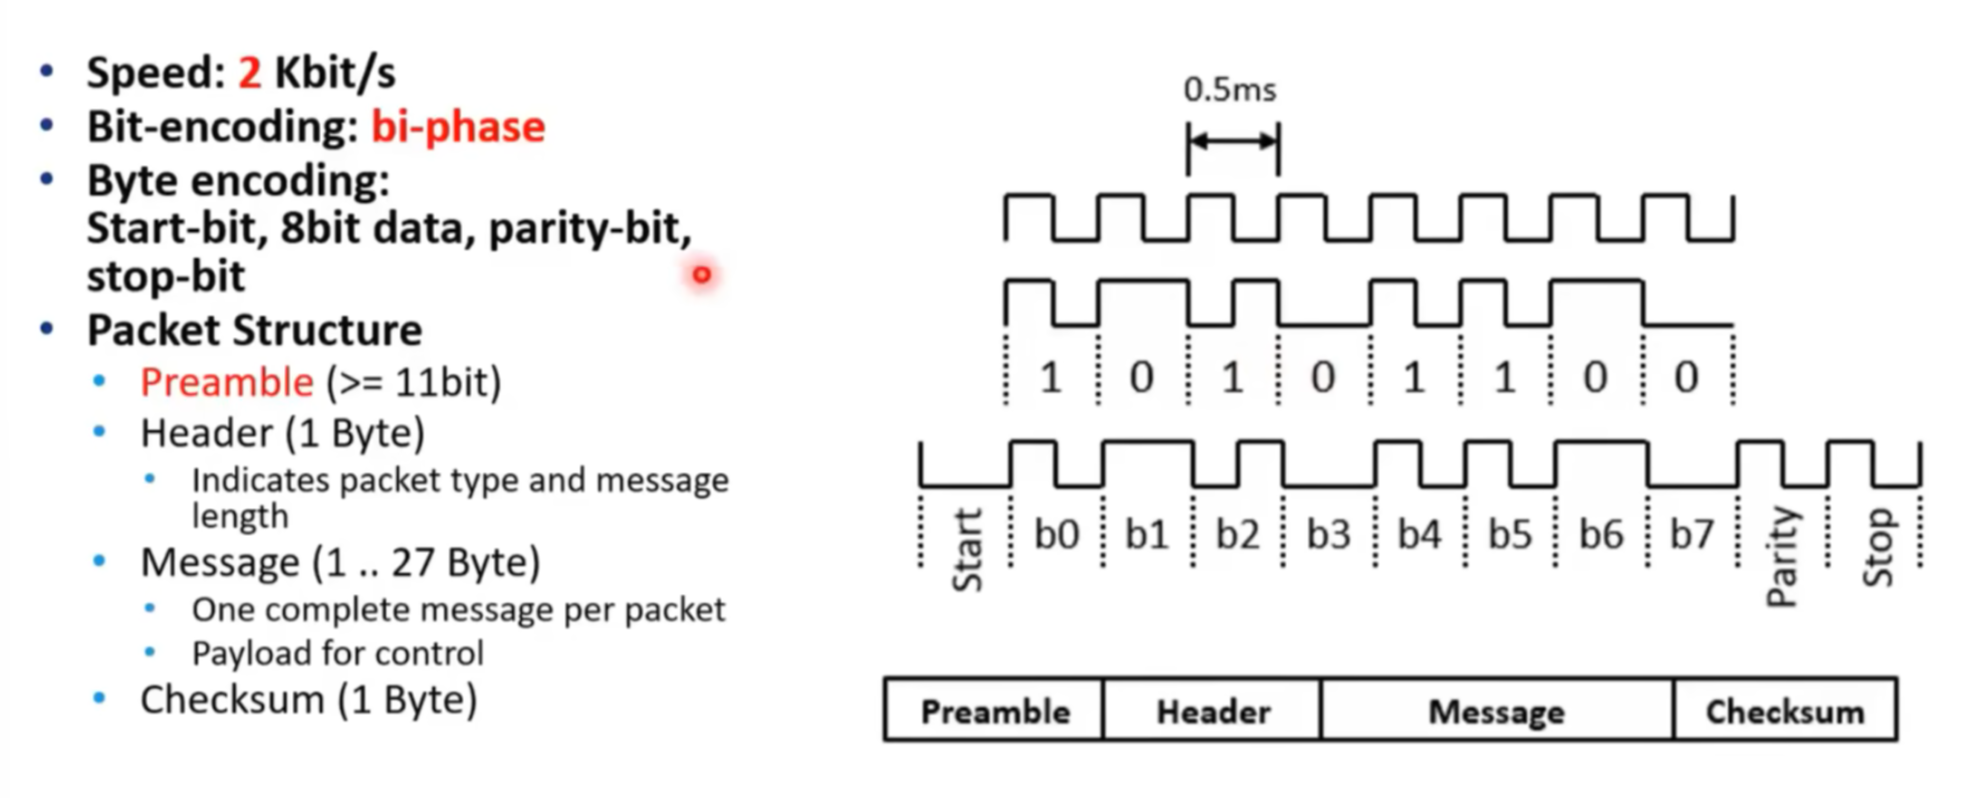 • Speed: 2 Kbit/s
• Bit-encoding: bi-phase
• Byte encoding:
Start-bit, 8bit data, parity-bit,
stop-bit
• Packet Structure
• Preamble (>= 11bit)
• Header (1 Byte)
• Indicates packet type and message
length
• Message (1 .. 27 Byte)
• One complete message per packet
• Payload for control
• Checksum (1 Byte)
0.5ms
1 0 1 0 1 1 0 0
Start b0 b1 b2 b3 b4 b5 b6 b7 Parity Stop
Preamble Header Message Checksum